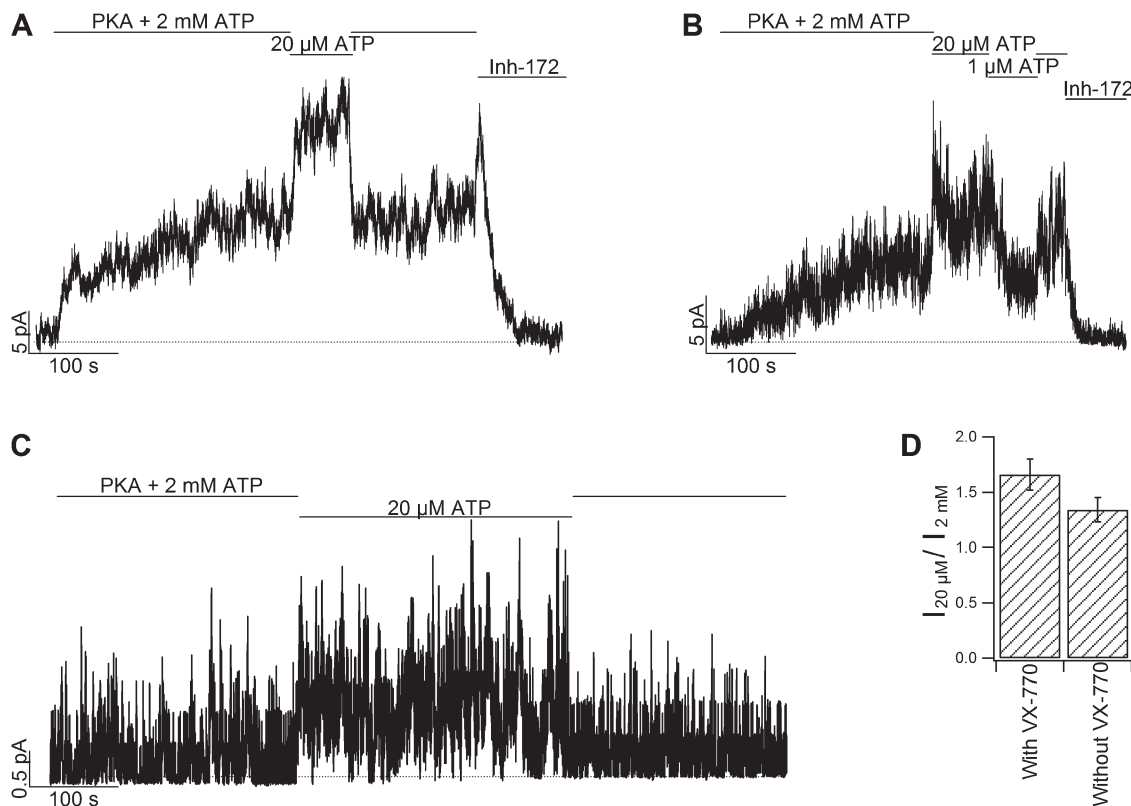 A
PKA + 2 mM ATP
20 µM ATP
Inh-172
5 pA
100 s
B
PKA + 2 mM ATP
20 µM ATP
1 µM ATP
Inh-172
5 pA
100 s
C
PKA + 2 mM ATP
20 µM ATP
0.5 pA
100 s
D
I 20 µM / I 2 mM
2.0
1.5
1.0
0.5
0.0
With VX-770
Without VX-770